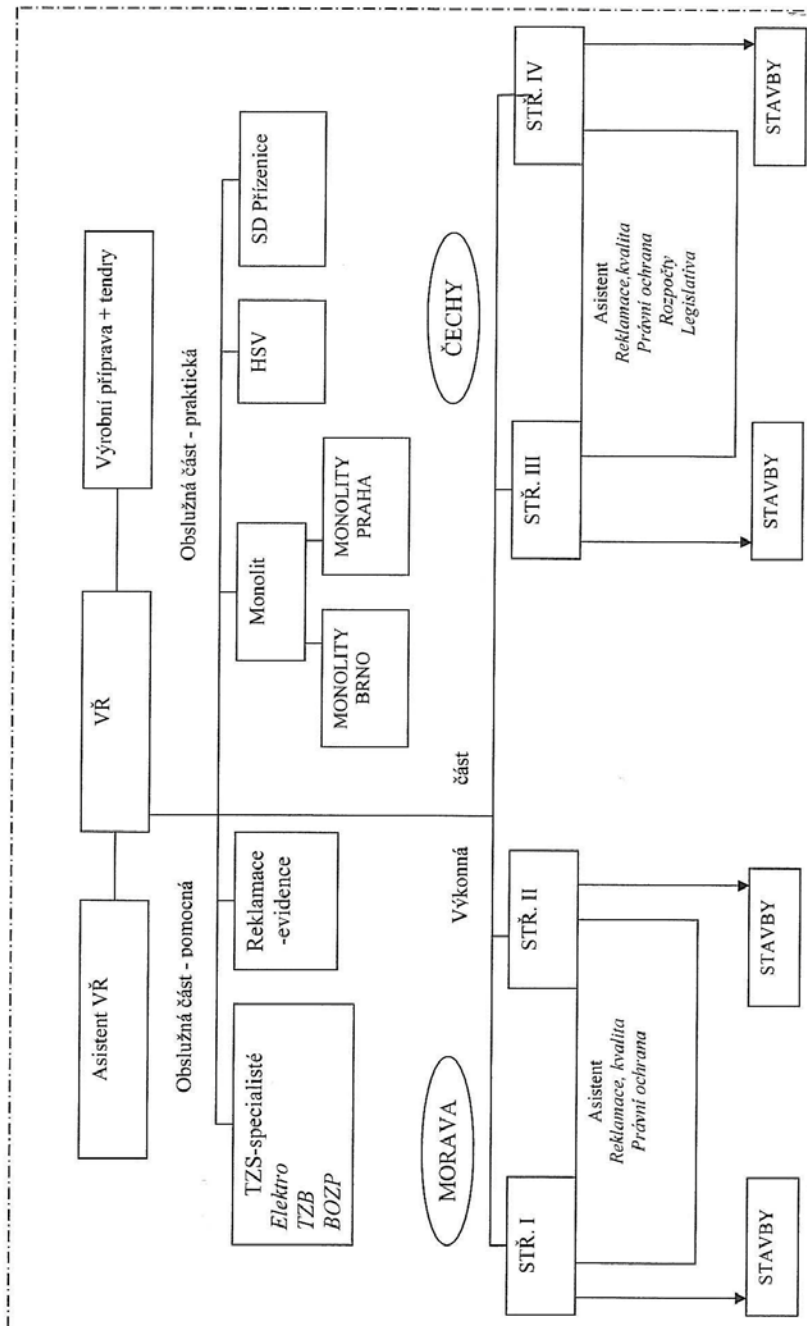 Asistent VŘ
VŘ
Výrobní příprava + tendry
Obslužná část - pomocná
Obslužná část - praktická
TZS-specialisté
Elektro
TZB
BOZP
Reklamace
-evidence
Monolit
HSV
SD Přízenice
MONOLITY
BRNO
MONOLITY
PRAHA
MORAVA
Výkonná
část
ČECHY
STŘ. I
STŘ. II
STŘ. III
STŘ. IV
Asistent
Reklamace, kvalita
Právní ochrana
Asistent
Reklamace,kvalita
Právní ochrana
Rozpočty
Legislativa
STAVBY
STAVBY
STAVBY
STAVBY